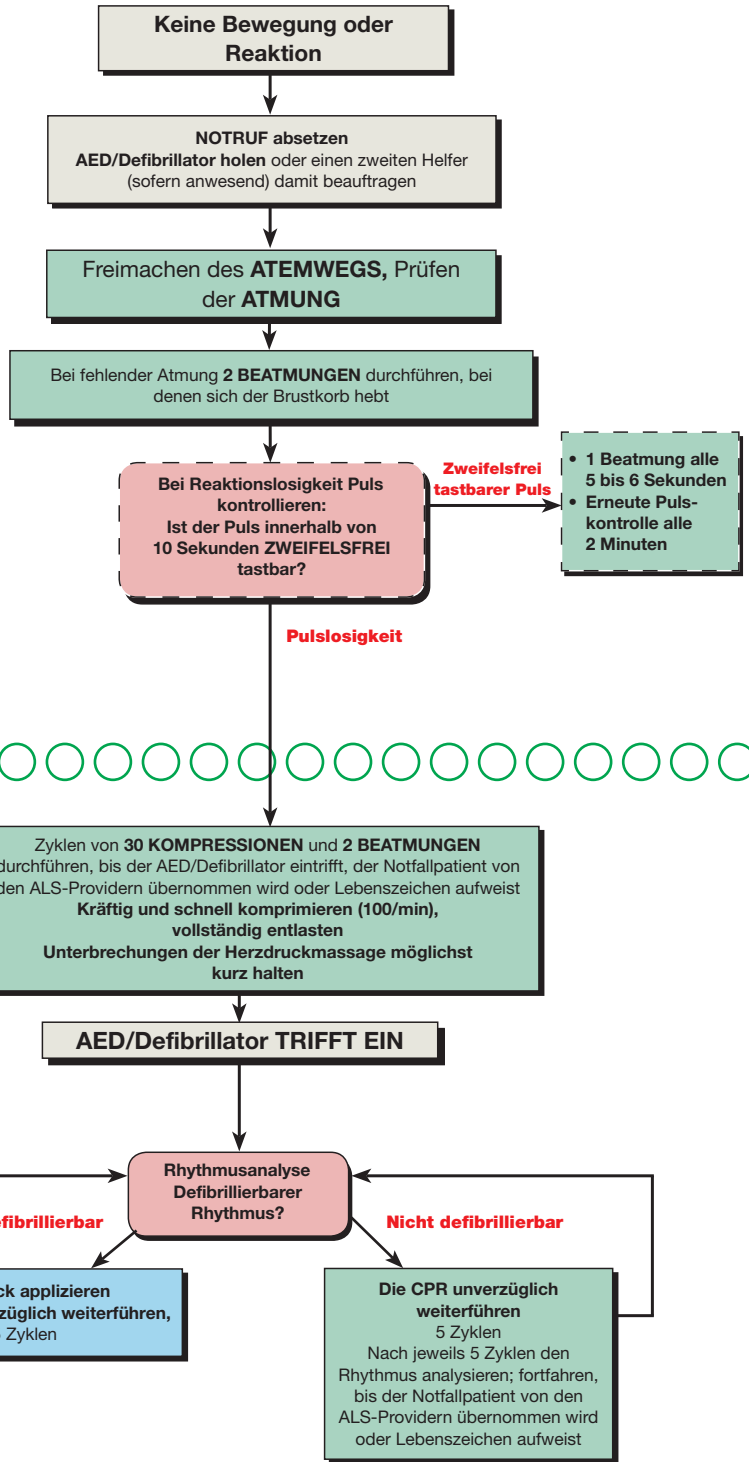 Keine Bewegung oder
Reaktion
NOTRUF absetzen
AED/Defibrillator holen oder einen zweiten Helfer
(sofern anwesend) damit beauftragen
Freimachen des ATEMWEGS, Prüfen
der ATMUNG
Bei fehlender Atmung 2 BEATMUNGEN durchführen, bei
denen sich der Brustkorb hebt
Bei Reaktionslosigkeit Puls
kontrollieren:
Ist der Puls innerhalb von
10 Sekunden ZWEIFELSFREI
tastbar?
Zweifelsfrei
tastbarer Puls
• 1 Beatmung alle
5 bis 6 Sekunden
• Erneute Puls-
kontrolle alle
2 Minuten
Pulslosigkeit
Zyklen von 30 KOMPRESSIONEN und 2 BEATMUNGEN
durchführen, bis der AED/Defibrillator eintrifft, der Notfallpatient von
den ALS-Providern übernommen wird oder Lebenszeichen aufweist
Kräftig und schnell komprimieren (100/min),
vollständig entlasten
Unterbrechungen der Herzdruckmassage möglichst
kurz halten
AED/Defibrillator TRIFFT EIN
Rhythmusanalyse
Defibrillierbarer
Rhythmus?
efibrillierbar
Nicht defibrillierbar
ck applizieren
züglich weiterführen,
Zyklen
Die CPR unverzüglich
weiterführen
5 Zyklen
Nach jeweils 5 Zyklen den
Rhythmus analysieren; fortfahren,
bis der Notfallpatient von den
ALS-Providern übernommen wird
oder Lebenszeichen aufweist